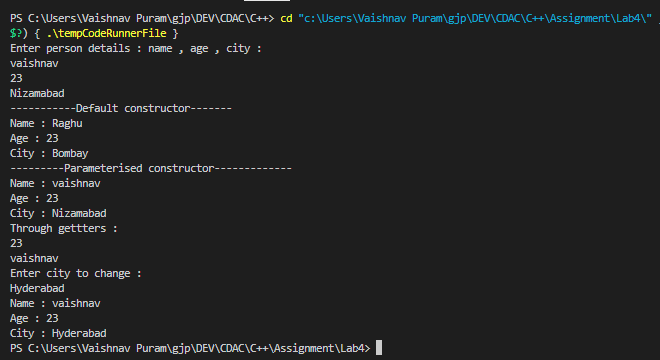 PS C:\Users\Vaishnav Puram\gjp\DEV\CDAC\C++> cd "c:\Users\Vaishnav Puram\gjp\DEV\CDAC\C++\Assignment\Lab4\" ;
$?) { .\tempCodeRunnerFile }
Enter person details : name , age , city :
vaishnav
23
Nizamabad
-----------Default constructor-------
Name : Raghu
Age : 23
City : Bombay
---------Parameterised constructor-------------
Name : vaishnav
Age : 23
City : Nizamabad
Through gettters :
23
vaishnav
Enter city to change :
Hyderabad
Name : vaishnav
Age : 23
City : Hyderabad
PS C:\Users\Vaishnav Puram\gjp\DEV\CDAC\C++\Assignment\Lab4>